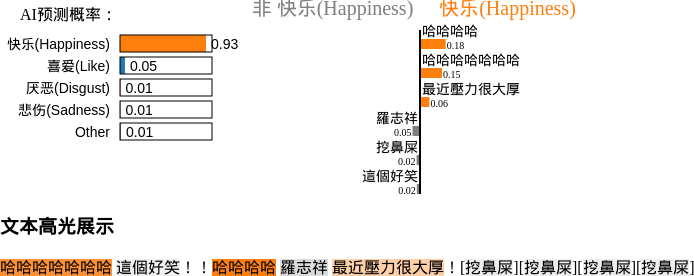 AI预测概率：
快乐(Happiness) 0.93
喜爱(Like) 0.05
厌恶(Disgust) 0.01
悲伤(Sadness) 0.01
Other 0.01
非 快乐(Happiness) 快乐(Happiness)
哈哈哈哈
0.18
哈哈哈哈哈哈哈
0.15
最近壓力很大厚
0.06
羅志祥
0.05
挖鼻屎
0.02
這個好笑
0.02
文本高光展示
哈哈哈哈哈哈哈 這個好笑！！哈哈哈哈 羅志祥 最近壓力很大厚！[挖鼻屎][挖鼻屎][挖鼻屎][挖鼻屎]